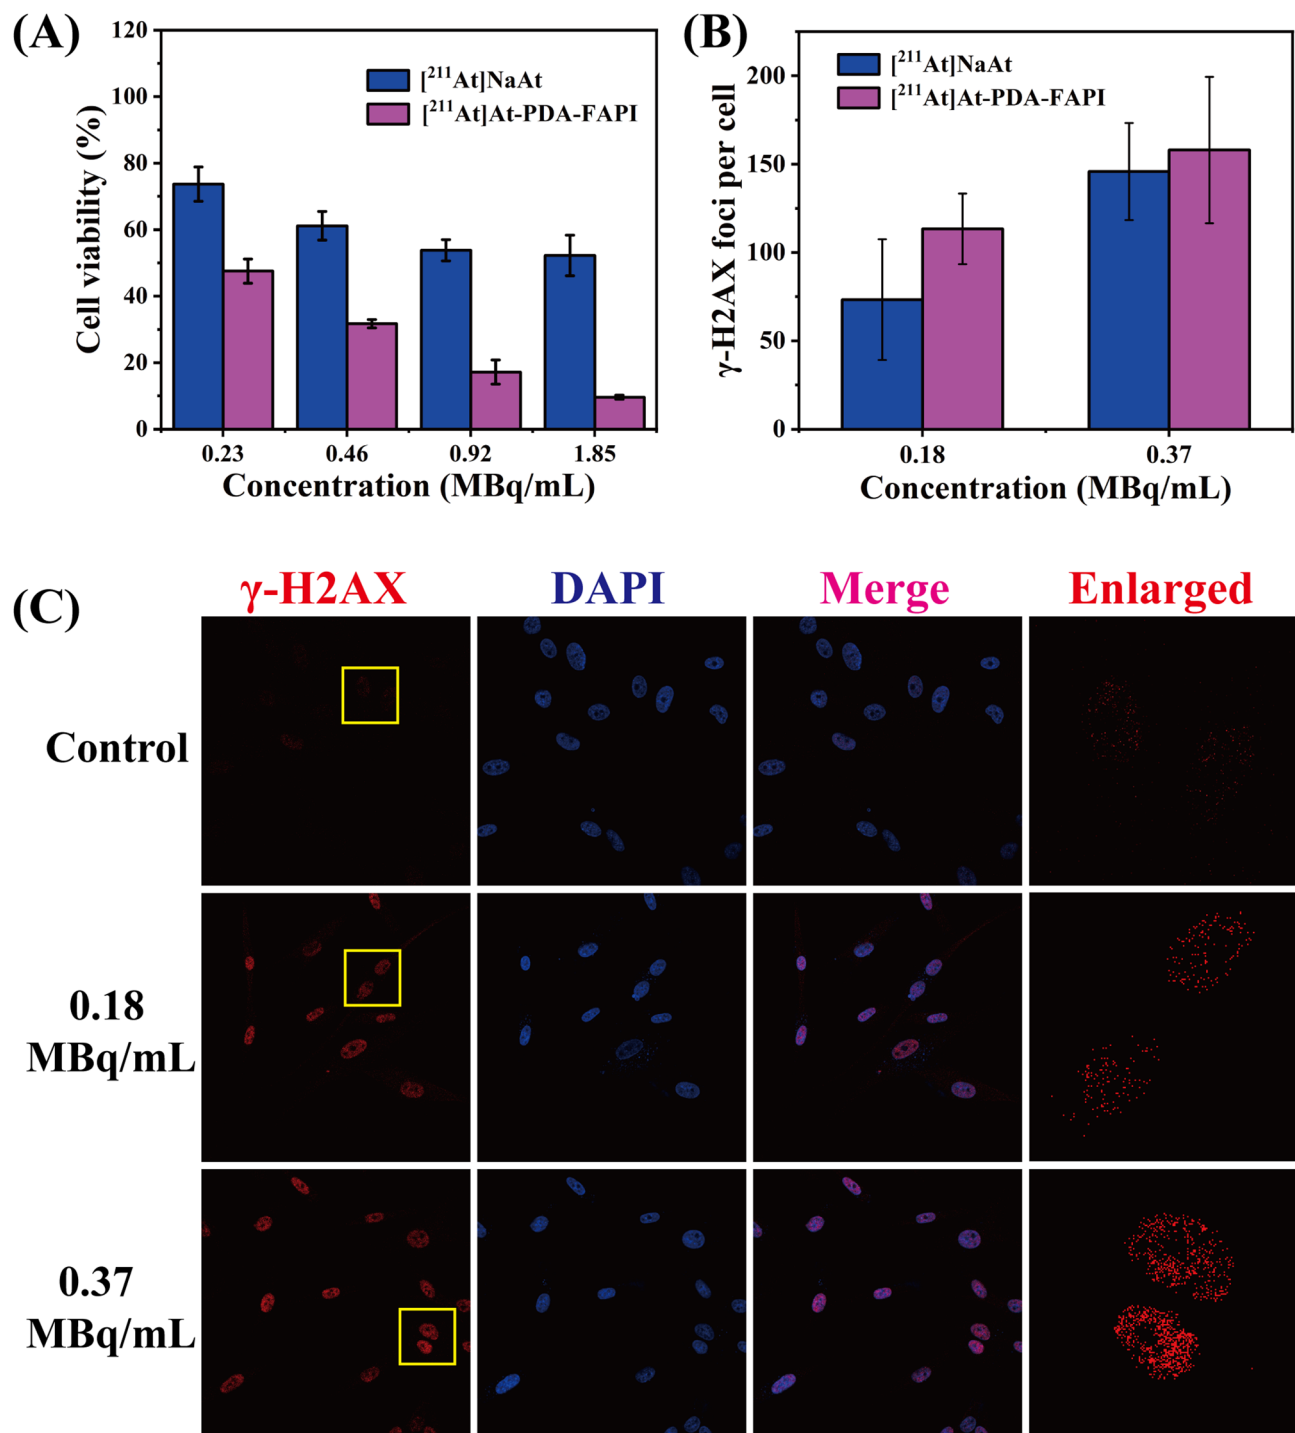 (A)
120
100
80
60
40
20
0
Cell viability (%)
[²¹¹At]NaAt
[²¹¹At]At-PDA-FAPI
0.23 0.46 0.92 1.85
Concentration (MBq/mL)
(B)
200
150
100
50
0
γ-H2AX foci per cell
[²¹¹At]NaAt
[²¹¹At]At-PDA-FAPI
0.18 0.37
Concentration (MBq/mL)
(C)
γ-H2AX DAPI Merge Enlarged
Control
0.18
MBq/mL
0.37
MBq/mL